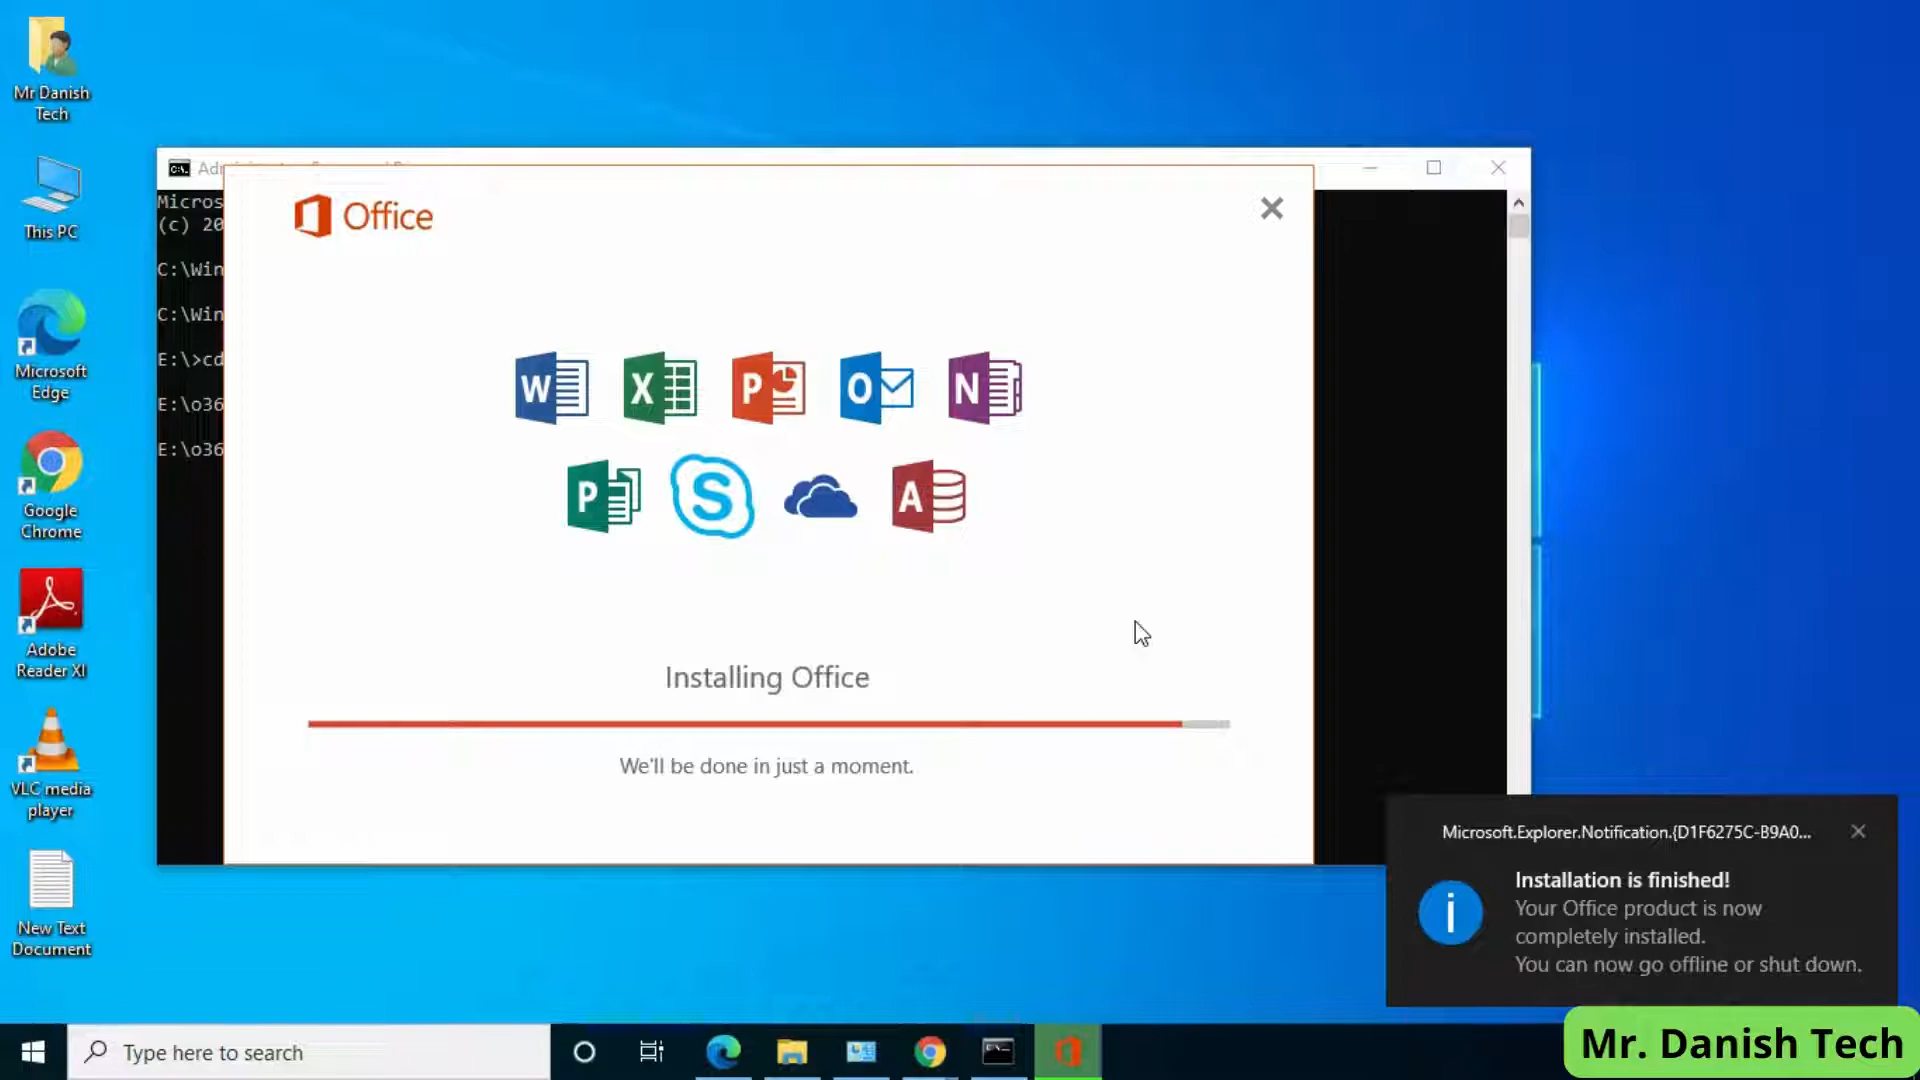 Mr Danish
Tech
This PC
Microsoft
Edge
Google
Chrome
Adobe
Reader XI
VLC media
player
New Text
Document
Micros
(c) 20
C:\Win
C:\Win
E:\>cd
E:\o36
E:\o36
Office
W
X
P
O
N
P
S
A
Installing Office
We'll be done in just a moment.
Microsoft.Explorer.Notification.{D1F6275C-B9A0...
Installation is finished!
Your Office product is now
completely installed.
You can now go offline or shut down.
Type here to search
Mr. Danish Tech